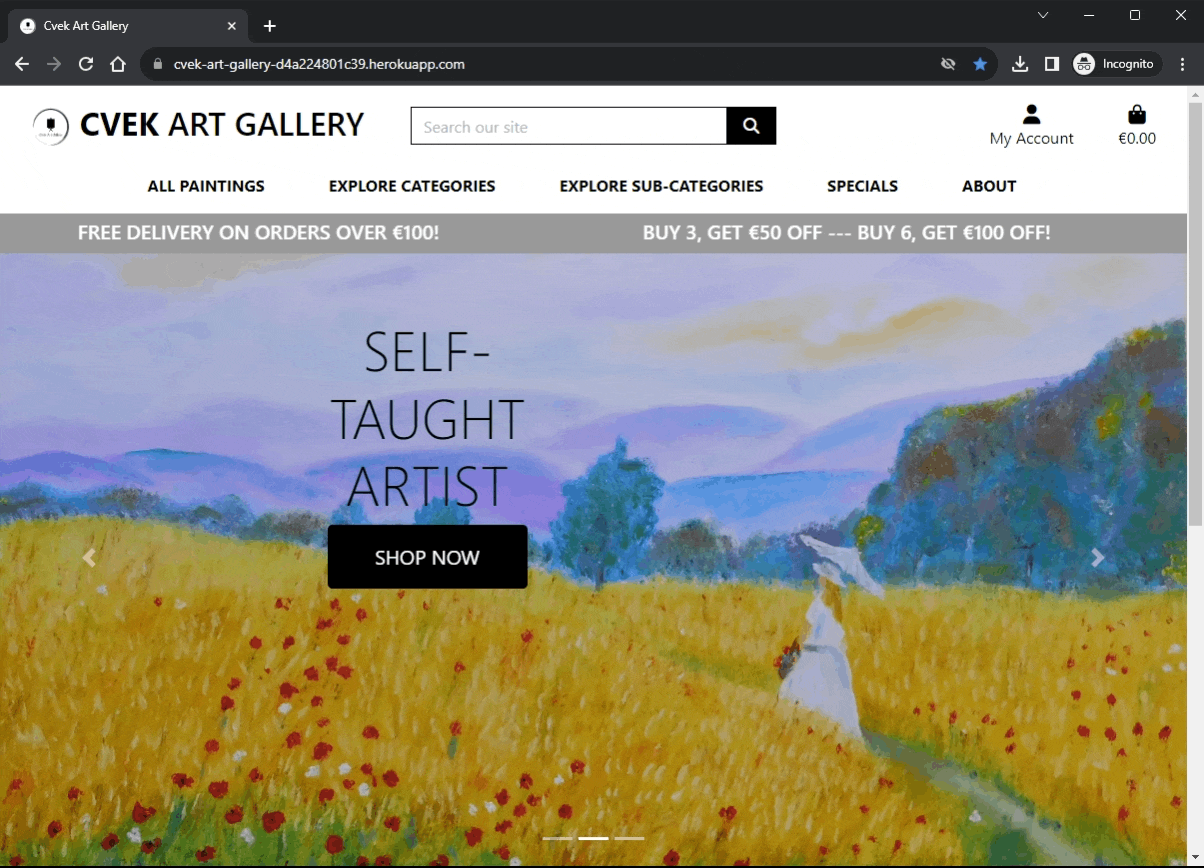 Cvek Art Gallery
cvek-art-gallery-d4a224801c39.herokuapp.com
Incognito
CVEK ART GALLERY
Search our site
My Account
€0.00
ALL PAINTINGS
EXPLORE CATEGORIES
EXPLORE SUB-CATEGORIES
SPECIALS
ABOUT
FREE DELIVERY ON ORDERS OVER €100!
BUY 3, GET €50 OFF --- BUY 6, GET €100 OFF!
SELF-
TAUGHT
ARTIST
SHOP NOW